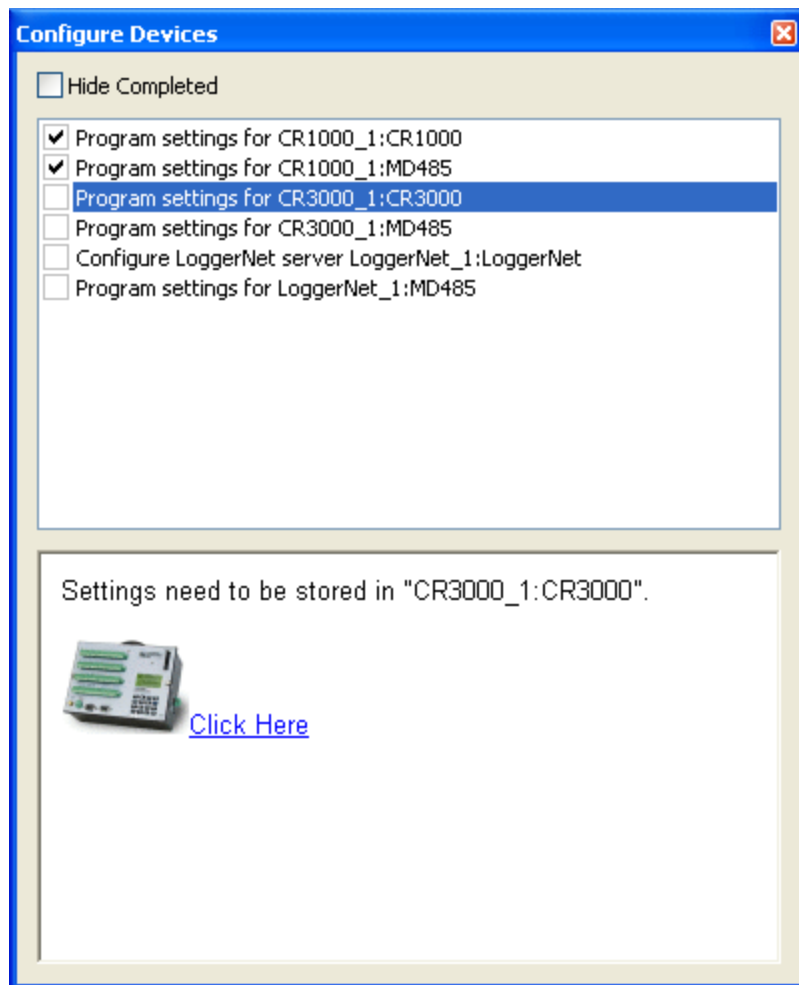 Configure Devices
Hide Completed
Program settings for CR1000_1:CR1000
Program settings for CR1000_1:MD485
Program settings for CR3000_1:CR3000
Program settings for CR3000_1:MD485
Configure LoggerNet server LoggerNet_1:LoggerNet
Program settings for LoggerNet_1:MD485
Settings need to be stored in "CR3000_1:CR3000".
Click Here